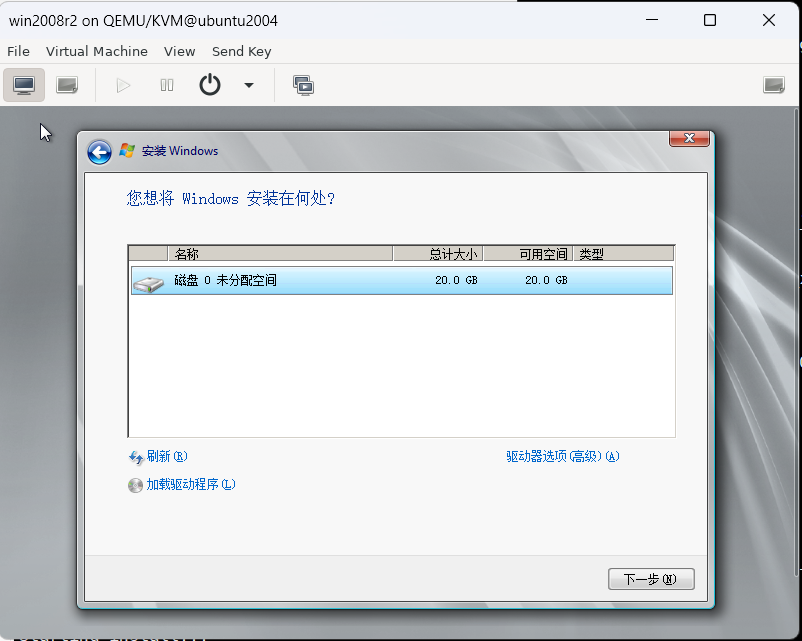 win2008r2 on QEMU/KVM@ubuntu2004
File Virtual Machine View Send Key
安装 Windows
您想将 Windows 安装在何处?
名称 总计大小 可用空间 类型
磁盘 0 未分配空间 20.0 GB 20.0 GB
刷新(R) 驱动器选项(高级)(A)
加载驱动程序(L)
下一步(N)